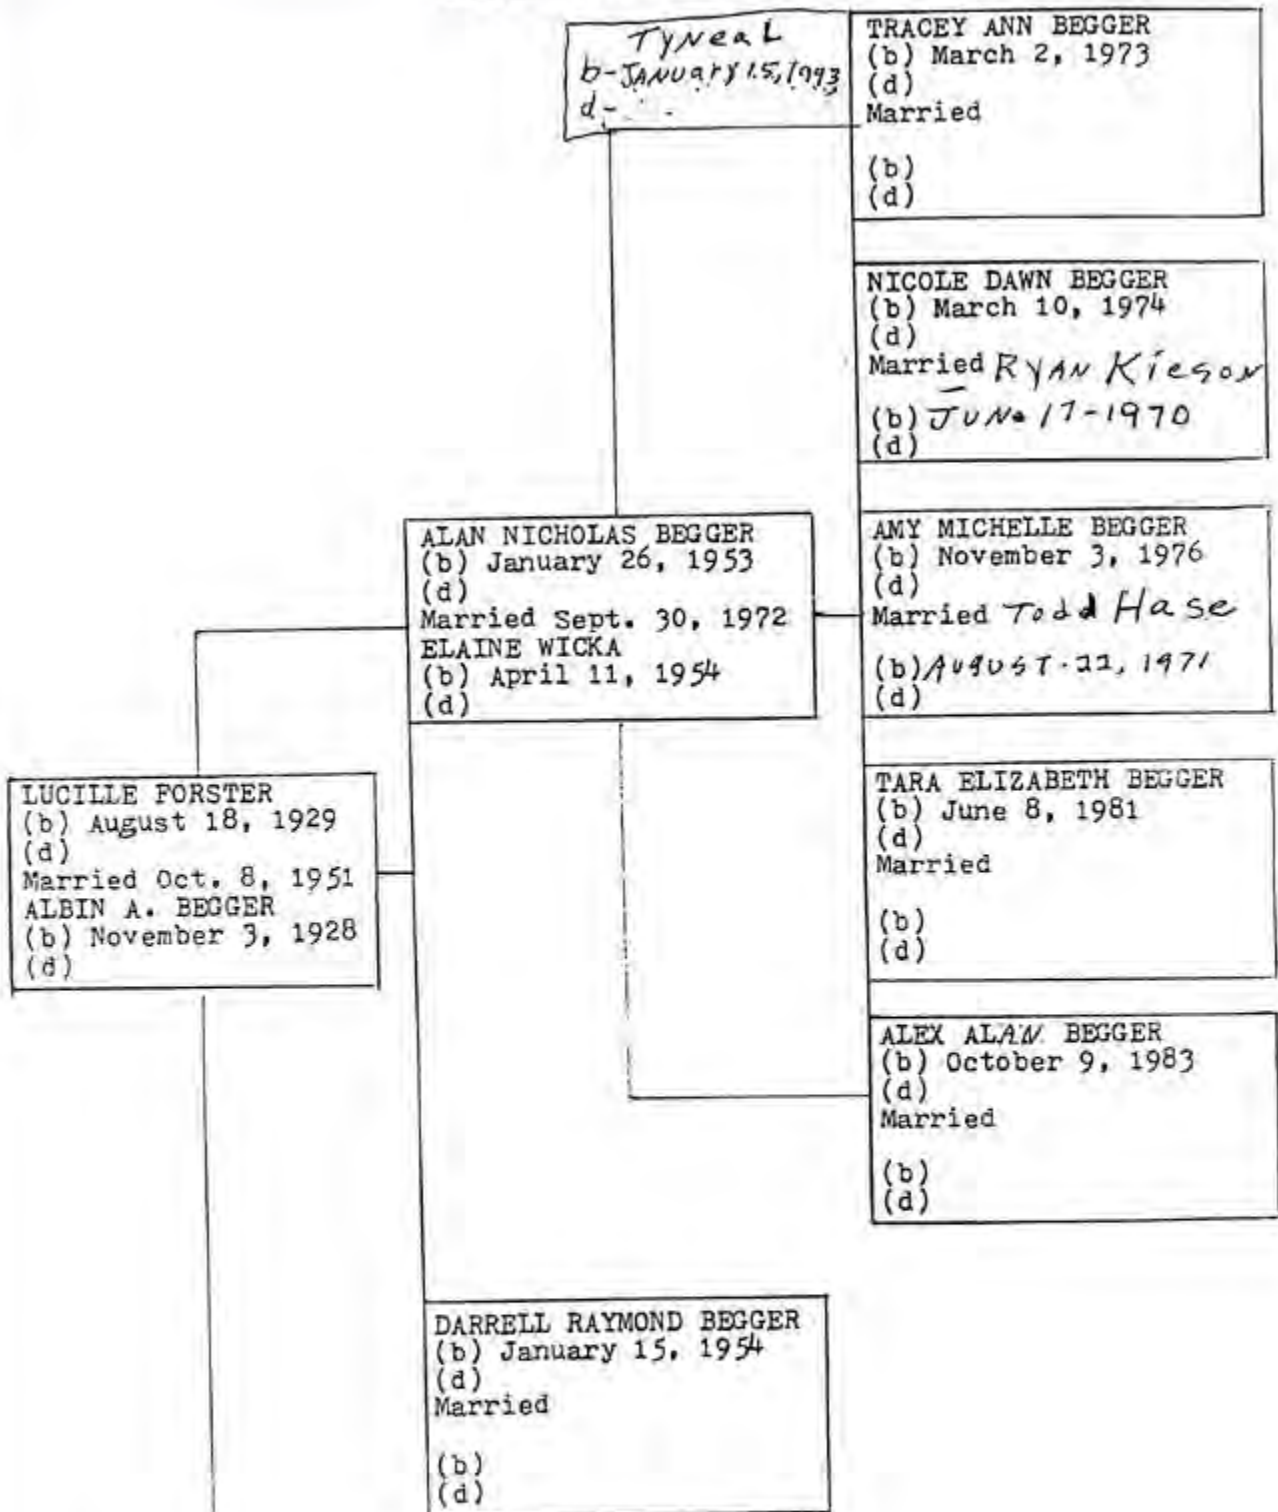 TyNeaL
b-JANUARY 15, 1993
d-
TRACEY ANN BEGGER
(b) March 2, 1973
(d)
Married
(b)
(d)
NICOLE DAWN BEGGER
(b) March 10, 1974
(d)
Married RYAN Kieson
(b) JUN. 17-1970
(d)
ALAN NICHOLAS BEGGER
(b) January 26, 1953
(d)
Married Sept. 30, 1972
ELAINE WICKA
(b) April 11, 1954
(d)
AMY MICHELLE BEGGER
(b) November 3, 1976
(d)
Married Todd Hase
(b) AUGUST-22, 1971
(d)
LUCILLE FORSTER
(b) August 18, 1929
(d)
Married Oct. 8, 1951
ALBIN A. BEGGER
(b) November 3, 1928
(d)
TARA ELIZABETH BEGGER
(b) June 8, 1981
(d)
Married
(b)
(d)
ALEX ALAN BEGGER
(b) October 9, 1983
(d)
Married
(b)
(d)
DARRELL RAYMOND BEGGER
(b) January 15, 1954
(d)
Married
(b)
(d)